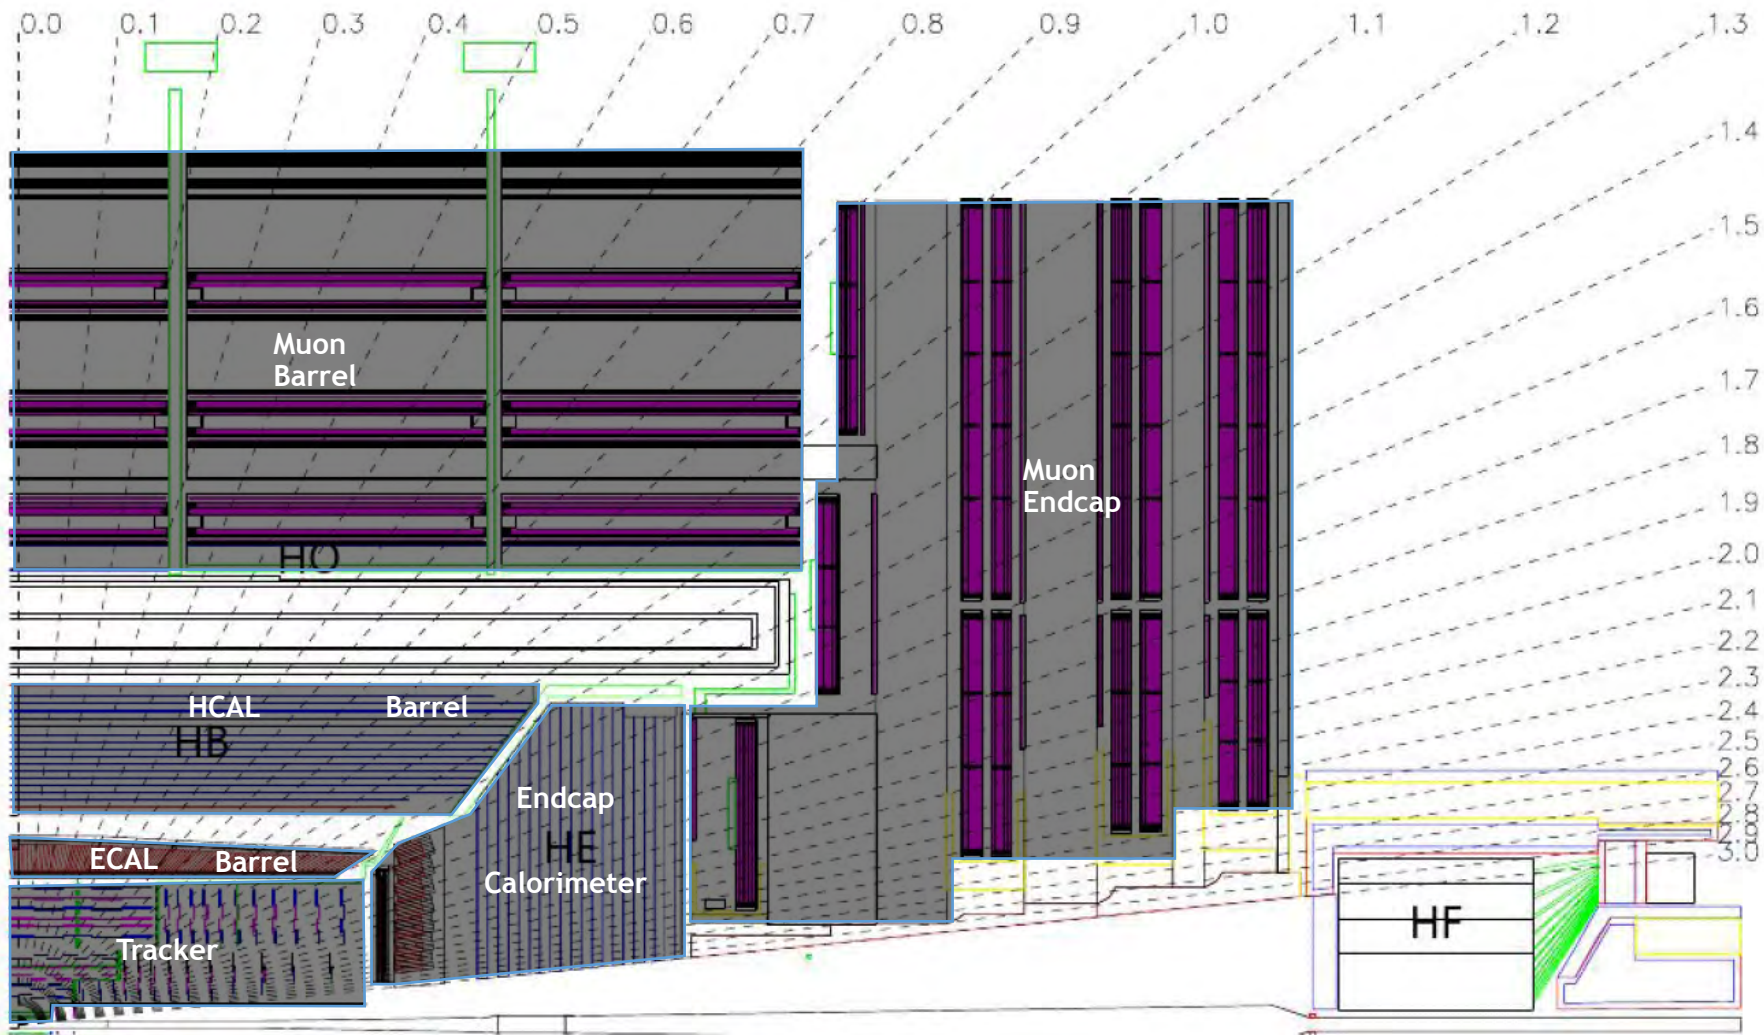 0.0 0.1 0.2 0.3 0.4 0.5 0.6 0.7 0.8 0.9 1.0 1.1 1.2 1.3
1.4
1.5
1.6
Muon
Barrel
1.7
1.8
Muon
Endcap
1.9
HO
2.0
2.1
2.2
2.3
HCAL Barrel
2.4
HB
2.5
2.6
2.7
Endcap
2.8
2.9
HE
3.0
ECAL Barrel
Calorimeter
HF
Tracker